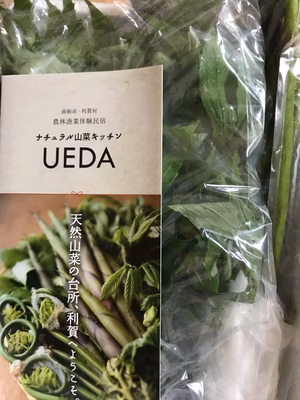 南砺市・利賀村
農林漁業体験民宿
ナチュラル山菜キッチン
UEDA
天然山菜の台所、利賀へようこそ。